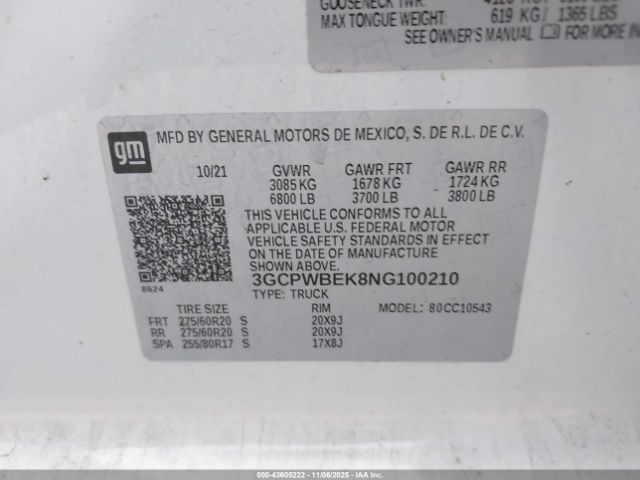 GOOSENECK TWR:
MAX TONGUE WEIGHT: 619 KG / 1365 LBS
SEE OWNER'S MANUAL FOR MORE IN
gm
MFD BY GENERAL MOTORS DE MEXICO, S. DE R.L. DE C.V.
10/21 GVWR GAWR FRT GAWR RR
3085 KG 1678 KG 1724 KG
6800 LB 3700 LB 3800 LB
THIS VEHICLE CONFORMS TO ALL
APPLICABLE U.S. FEDERAL MOTOR
VEHICLE SAFETY STANDARDS IN EFFECT
ON THE DATE OF MANUFACTURE
SHOWN ABOVE.
8624
3GCPWBEK8NG100210
TYPE: TRUCK MODEL: 80CC10543
TIRE SIZE RIM
FRT 275/60R20 S 20X9J
RR 275/60R20 S 20X9J
SPA 255/80R17 S 17X8J
000-43605222 - 11/06/2025 - IAAI.COM